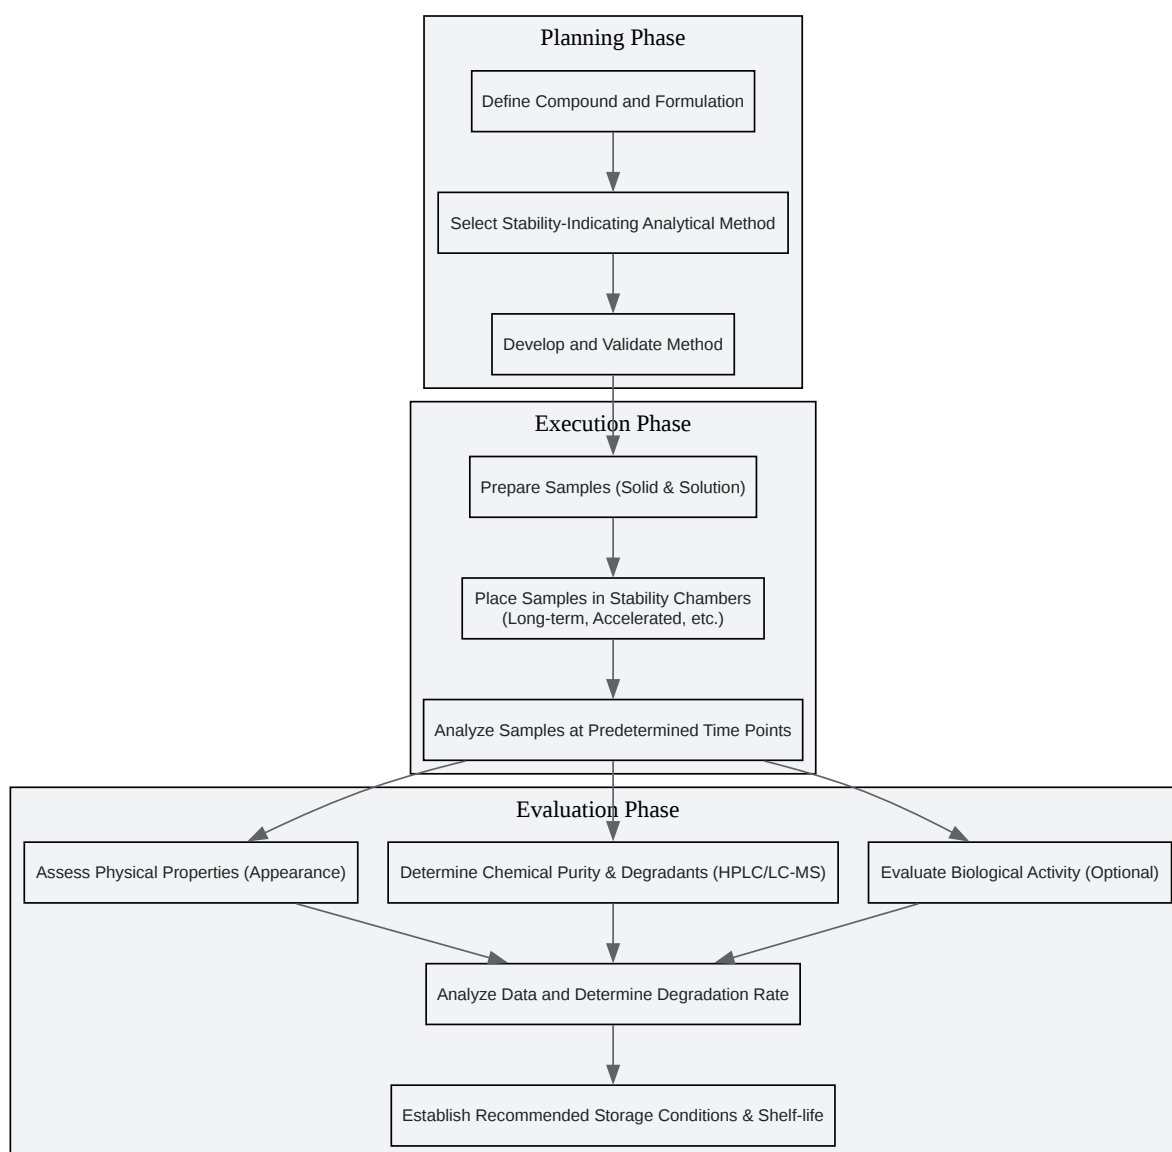 Planning Phase
Define Compound and Formulation
Select Stability-Indicating Analytical Method
Develop and Validate Method
Execution Phase
Prepare Samples (Solid & Solution)
Place Samples in Stability Chambers
(Long-term, Accelerated, etc.)
Analyze Samples at Predetermined Time Points
Evaluation Phase
Assess Physical Properties (Appearance)
Determine Chemical Purity & Degradants (HPLC/LC-MS)
Evaluate Biological Activity (Optional)
Analyze Data and Determine Degradation Rate
Establish Recommended Storage Conditions & Shelf-life